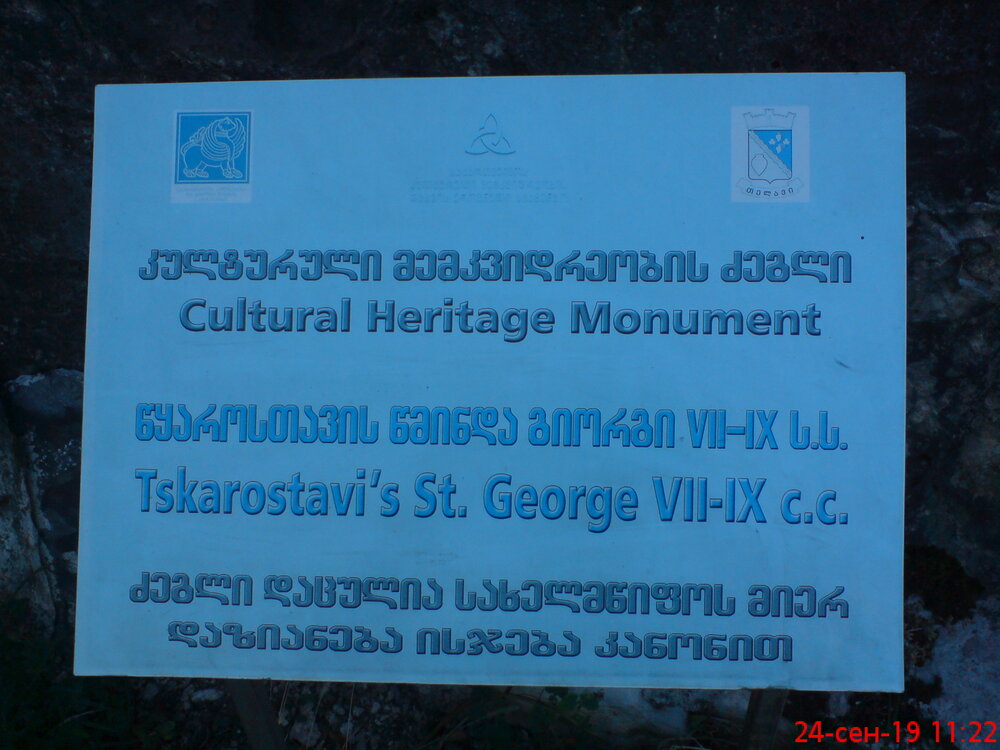 თელავი
კულტურული მემკვიდრეობის ძეგლი
Cultural Heritage Monument
წყაროსთავის წმინდა გიორგი VII-IX ს.ს.
Tskarostavi's St. George VII-IX c.c.
ძეგლი დაცულია სახელმწიფოს მიერ
დაზიანება ისჯება კანონით
24-сен-19 11:22